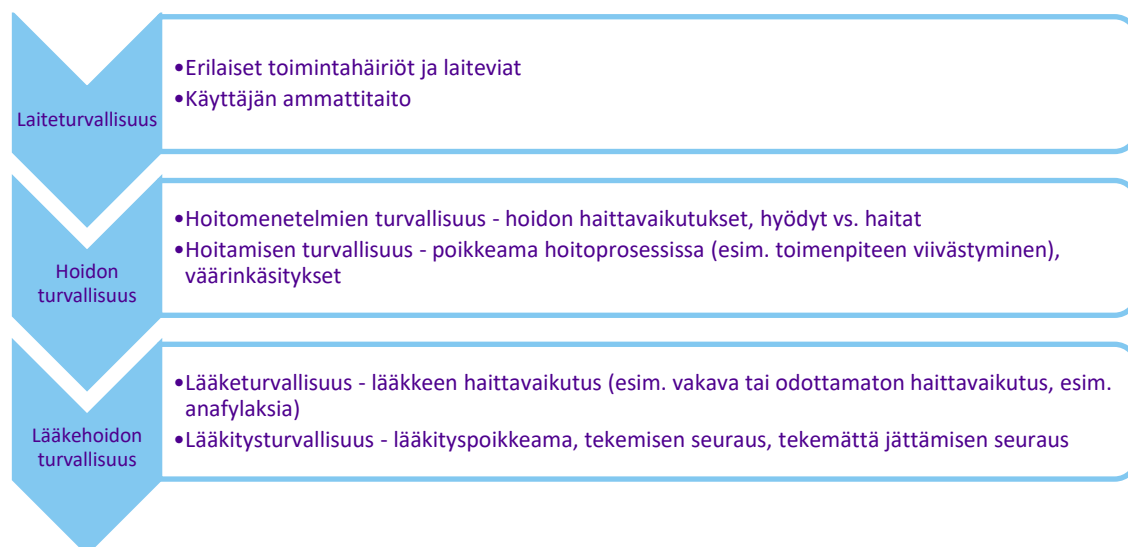 Laiteturvallisuus
•Erilaiset toimintahäiriöt ja laiteviat
•Käyttäjän ammattitaito
Hoidon
turvallisuus
•Hoitomenetelmien turvallisuus - hoidon haittavaikutukset, hyödyt vs. haitat
•Hoitamisen turvallisuus - poikkeama hoitoprosessissa (esim. toimenpiteen viivästyminen),
väärinkäsitykset
Lääkehoidon
turvallisuus
•Lääketurvallisuus - lääkkeen haittavaikutus (esim. vakava tai odottamaton haittavaikutus, esim.
anafylaksia)
•Lääkitysturvallisuus - lääkityspoikkeama, tekemisen seuraus, tekemättä jättämisen seuraus